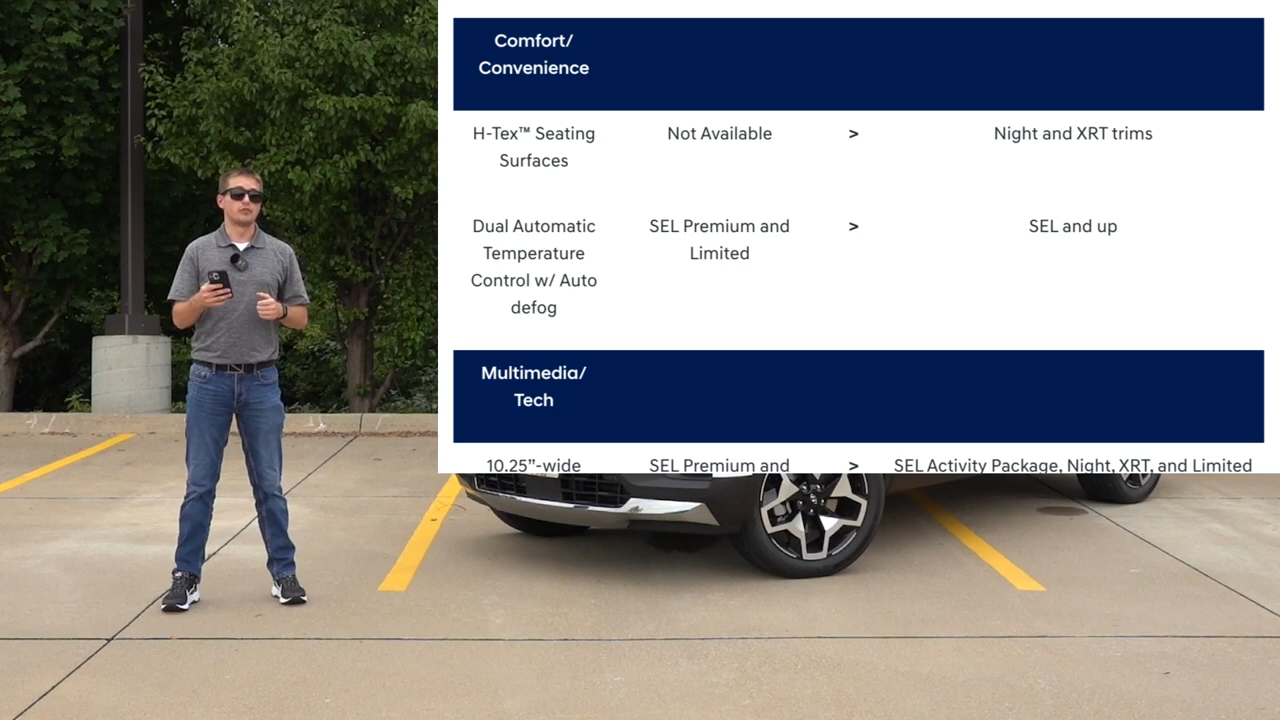 Comfort/
Convenience
H-Tex™ Seating
Surfaces
Not Available
>
Night and XRT trims
Dual Automatic
Temperature
Control w/ Auto
defog
SEL Premium and
Limited
>
SEL and up
Multimedia/
Tech
10.25”-wide
SEL Premium and
>
SEL Activity Package, Night, XRT, and Limited